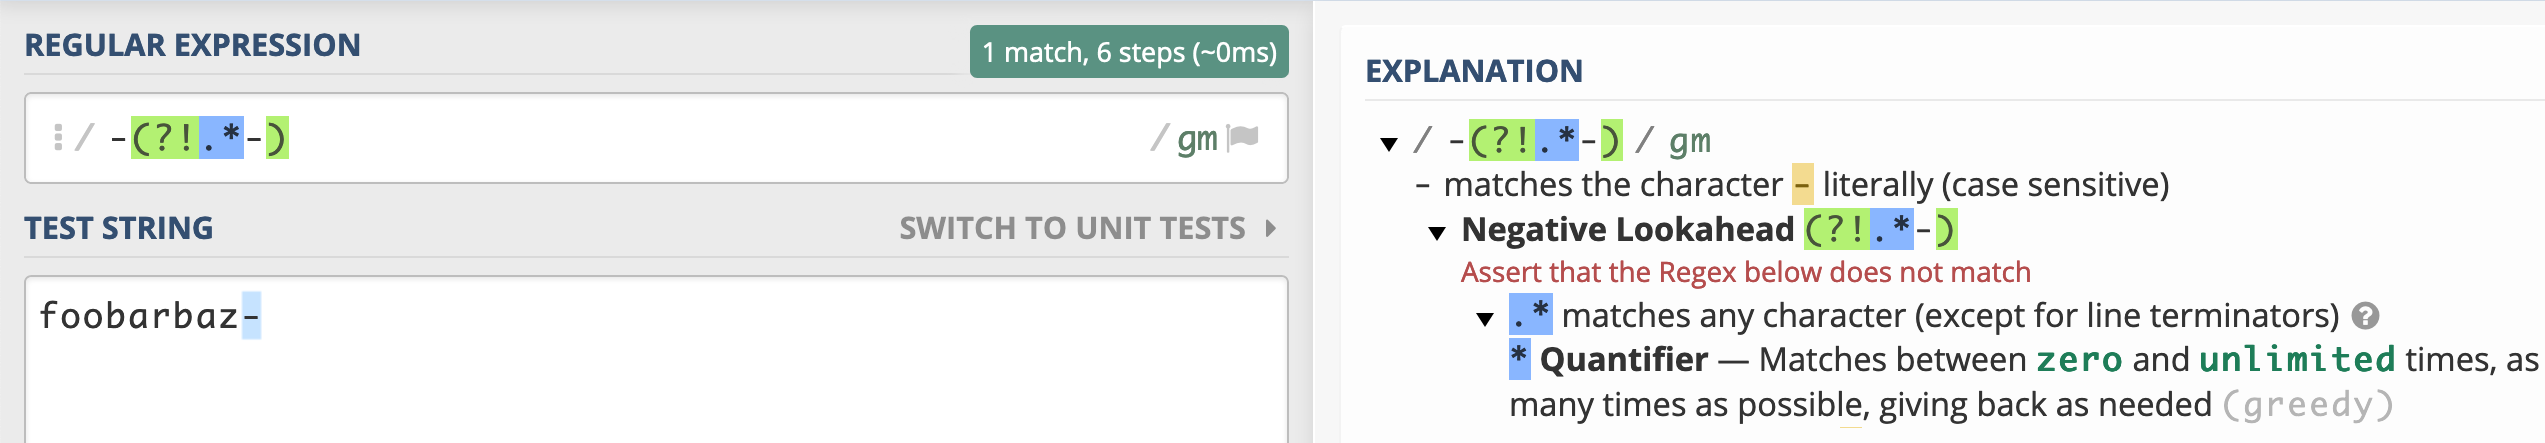 REGULAR EXPRESSION
1 match, 6 steps (~0ms)
/ -(?!.*-) / gm
TEST STRING
SWITCH TO UNIT TESTS
foobarbaz-
EXPLANATION
/ -(?!.*-) / gm
- matches the character - literally (case sensitive)
Negative Lookahead (?!.*-)
Assert that the Regex below does not match
.* matches any character (except for line terminators) ?
* Quantifier — Matches between zero and unlimited times, as
many times as possible, giving back as needed (greedy)